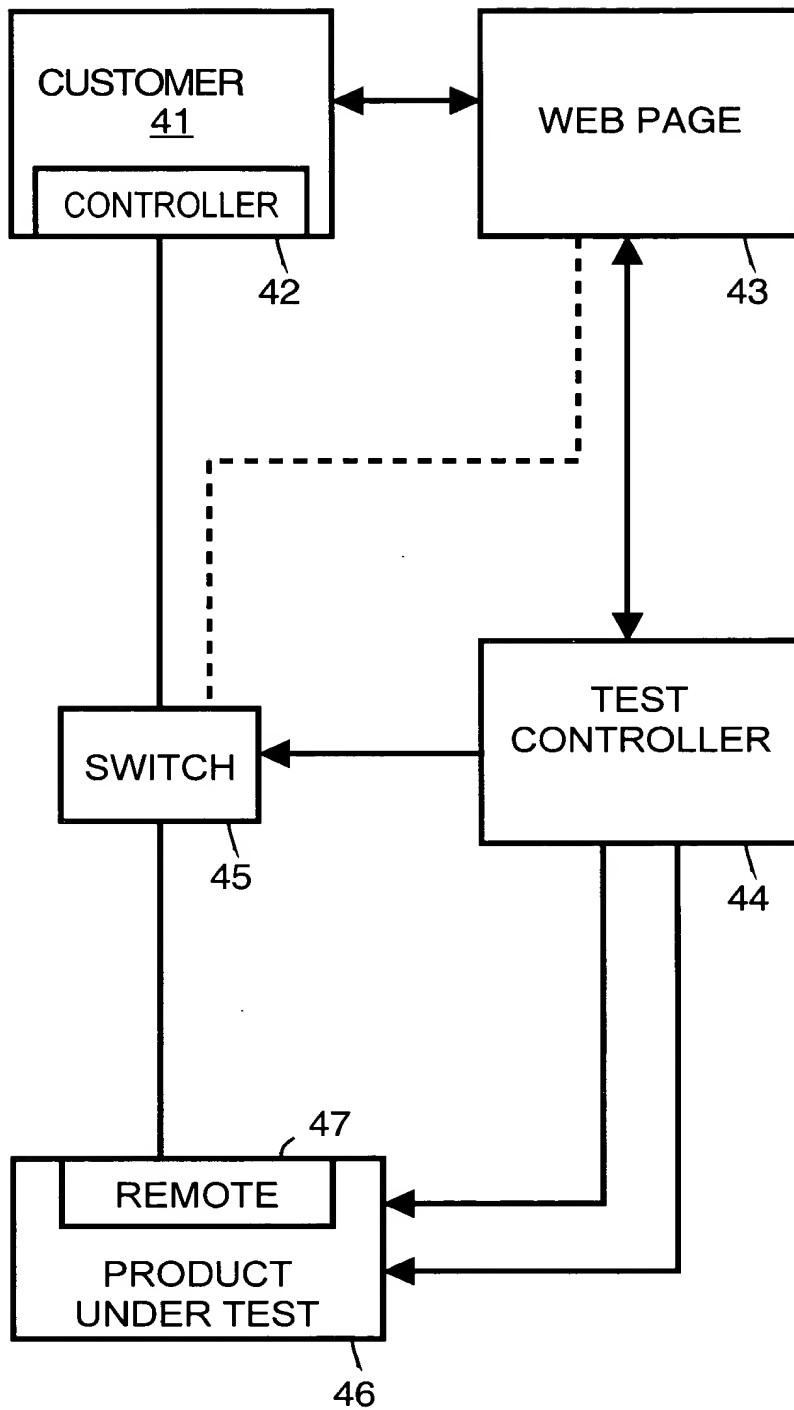 CUSTOMER
41
CONTROLLER
42
WEB PAGE
43
TEST
CONTROLLER
44
SWITCH
45
47
REMOTE
PRODUCT
UNDER TEST
46